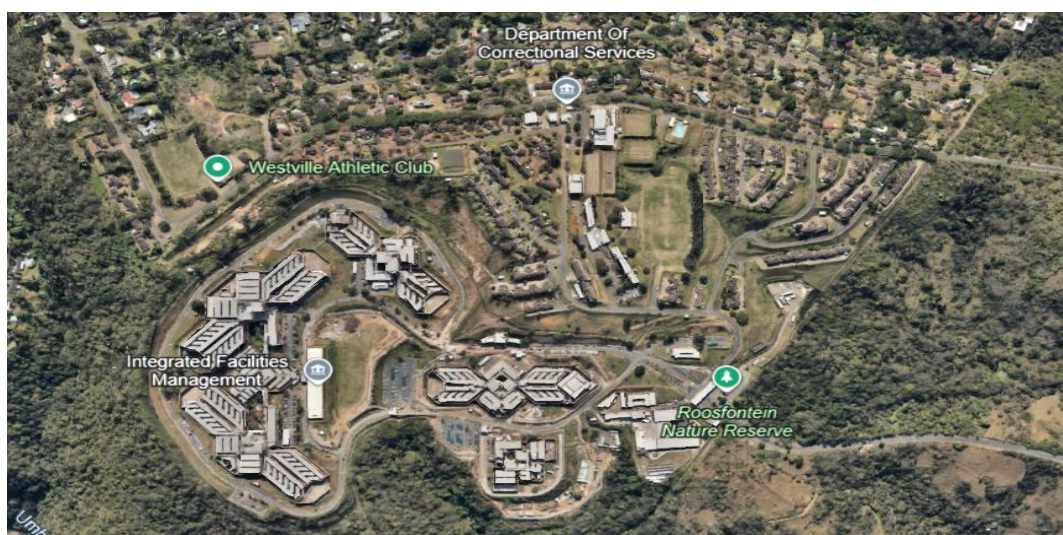 Department Of
Correctional Services
Westville Athletic Club
Integrated Facilities
Management
Roosfontein
Nature Reserve